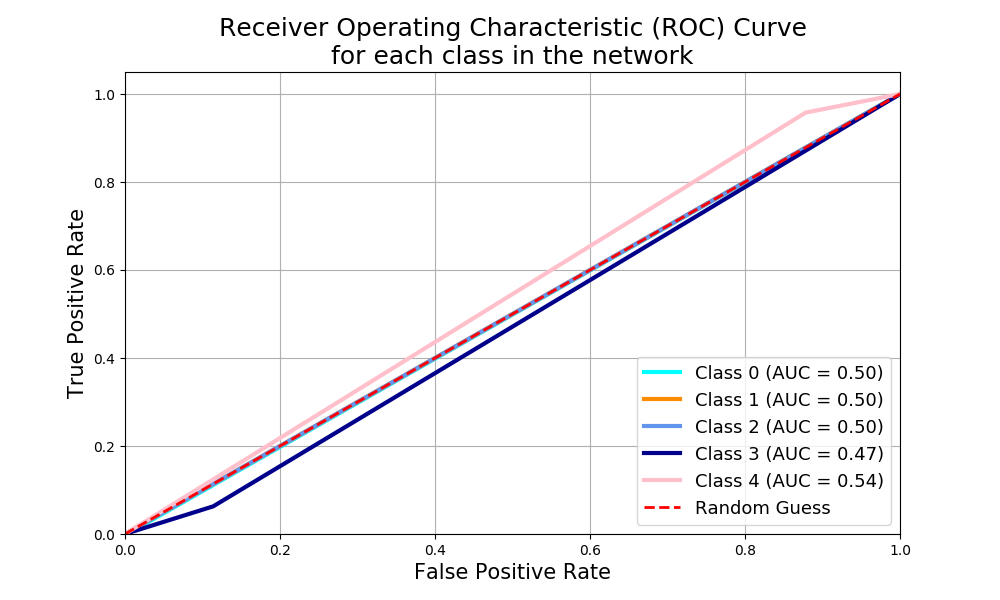 Receiver Operating Characteristic (ROC) Curve
for each class in the network
True Positive Rate
1.0
0.8
0.6
0.4
0.2
0.0
Class 0 (AUC = 0.50)
Class 1 (AUC = 0.50)
Class 2 (AUC = 0.50)
Class 3 (AUC = 0.47)
Class 4 (AUC = 0.54)
Random Guess
0.0 0.2 0.4 0.6 0.8 1.0
False Positive Rate